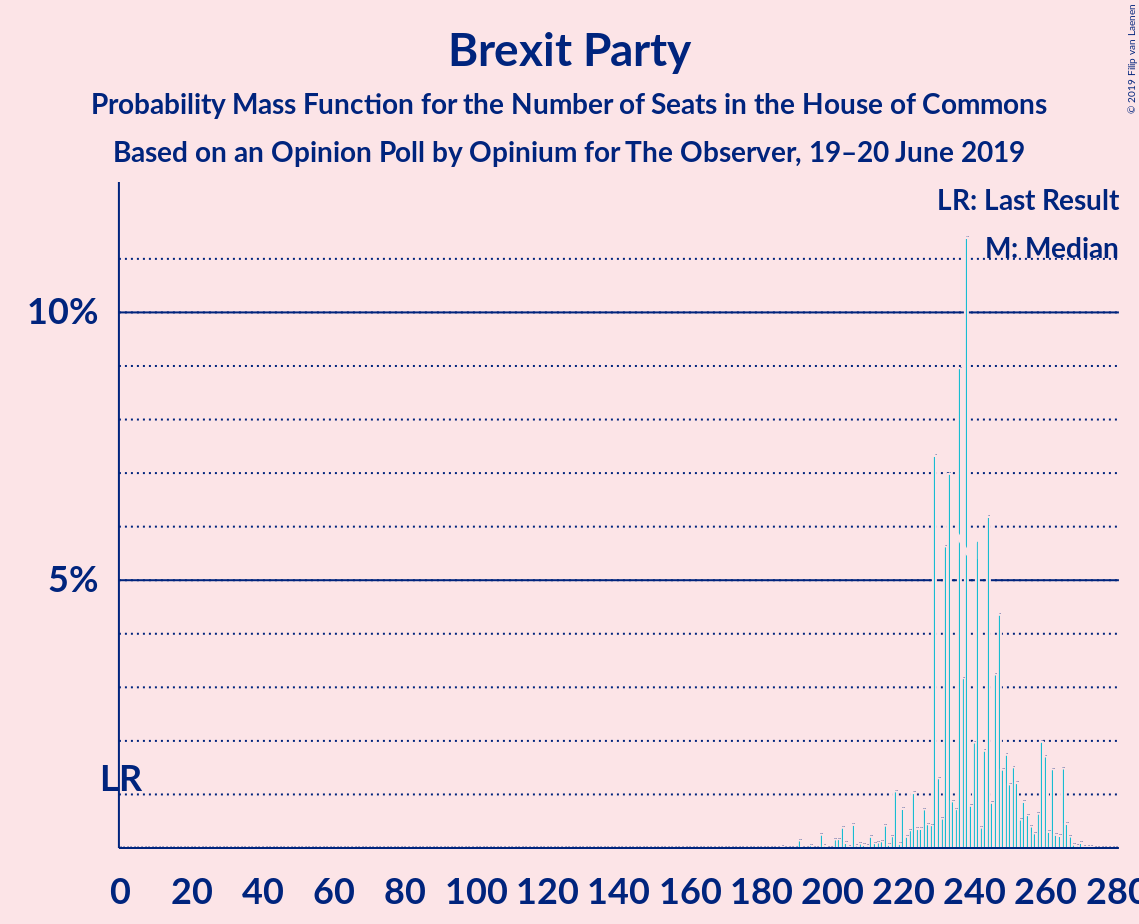 Brexit Party
Probability Mass Function for the Number of Seats in the House of Commons
Based on an Opinion Poll by Opinium for The Observer, 19–20 June 2019
© 2019 Filip van Laenen
LR: Last Result
M: Median
10%
5%
LR
0 20 40 60 80 100 120 140 160 180 200 220 240 260 280